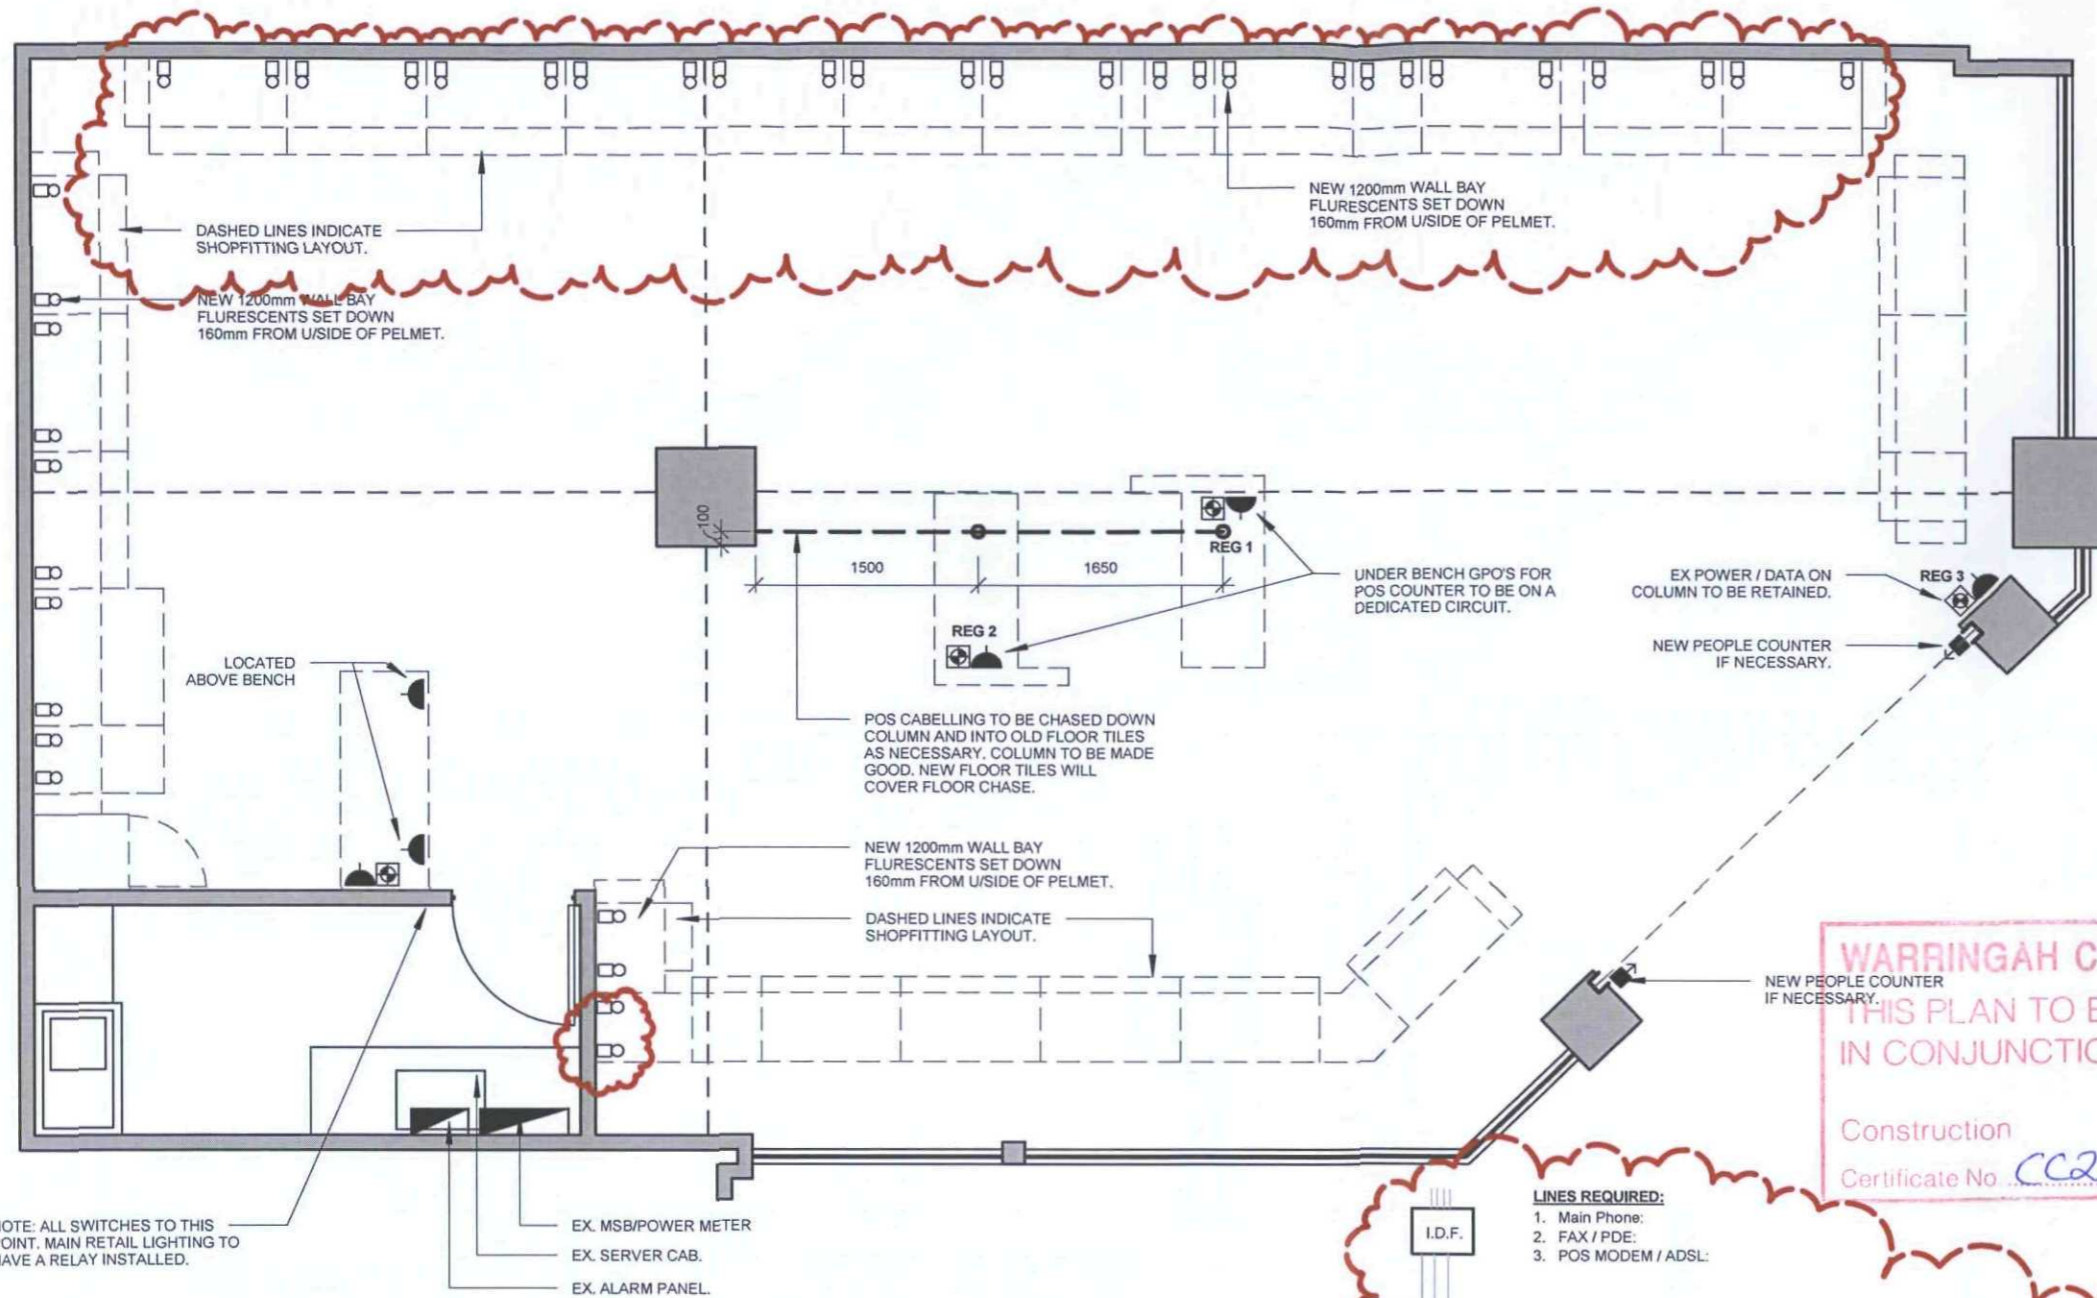 DASHED LINES INDICATE
SHOPFITTING LAYOUT.
NEW 1200mm WALL BAY
FLURESCENTS SET DOWN
160mm FROM U/SIDE OF PELMET.
NEW 1200mm WALL BAY
FLURESCENTS SET DOWN
160mm FROM U/SIDE OF PELMET.
100
1500
1650
REG 1
REG 2
UNDER BENCH GPO'S FOR
POS COUNTER TO BE ON A
DEDICATED CIRCUIT.
EX POWER / DATA ON
COLUMN TO BE RETAINED.
REG 3
NEW PEOPLE COUNTER
IF NECESSARY.
LOCATED
ABOVE BENCH
POS CABELLING TO BE CHASED DOWN
COLUMN AND INTO OLD FLOOR TILES
AS NECESSARY. COLUMN TO BE MADE
GOOD. NEW FLOOR TILES WILL
COVER FLOOR CHASE.
NEW 1200mm WALL BAY
FLURESCENTS SET DOWN
160mm FROM U/SIDE OF PELMET.
DASHED LINES INDICATE
SHOPFITTING LAYOUT.
NEW PEOPLE COUNTER
IF NECESSARY.
WARRINGAH C
THIS PLAN TO
IN CONJUNCTIO
Construction
Certificate No CC2
NOTE: ALL SWITCHES TO THIS
POINT. MAIN RETAIL LIGHTING TO
HAVE A RELAY INSTALLED.
EX. MSB/POWER METER
EX. SERVER CAB.
EX. ALARM PANEL.
I.D.F.
LINES REQUIRED:
1. Main Phone:
2. FAX / PDE:
3. POS MODEM / ADSL: